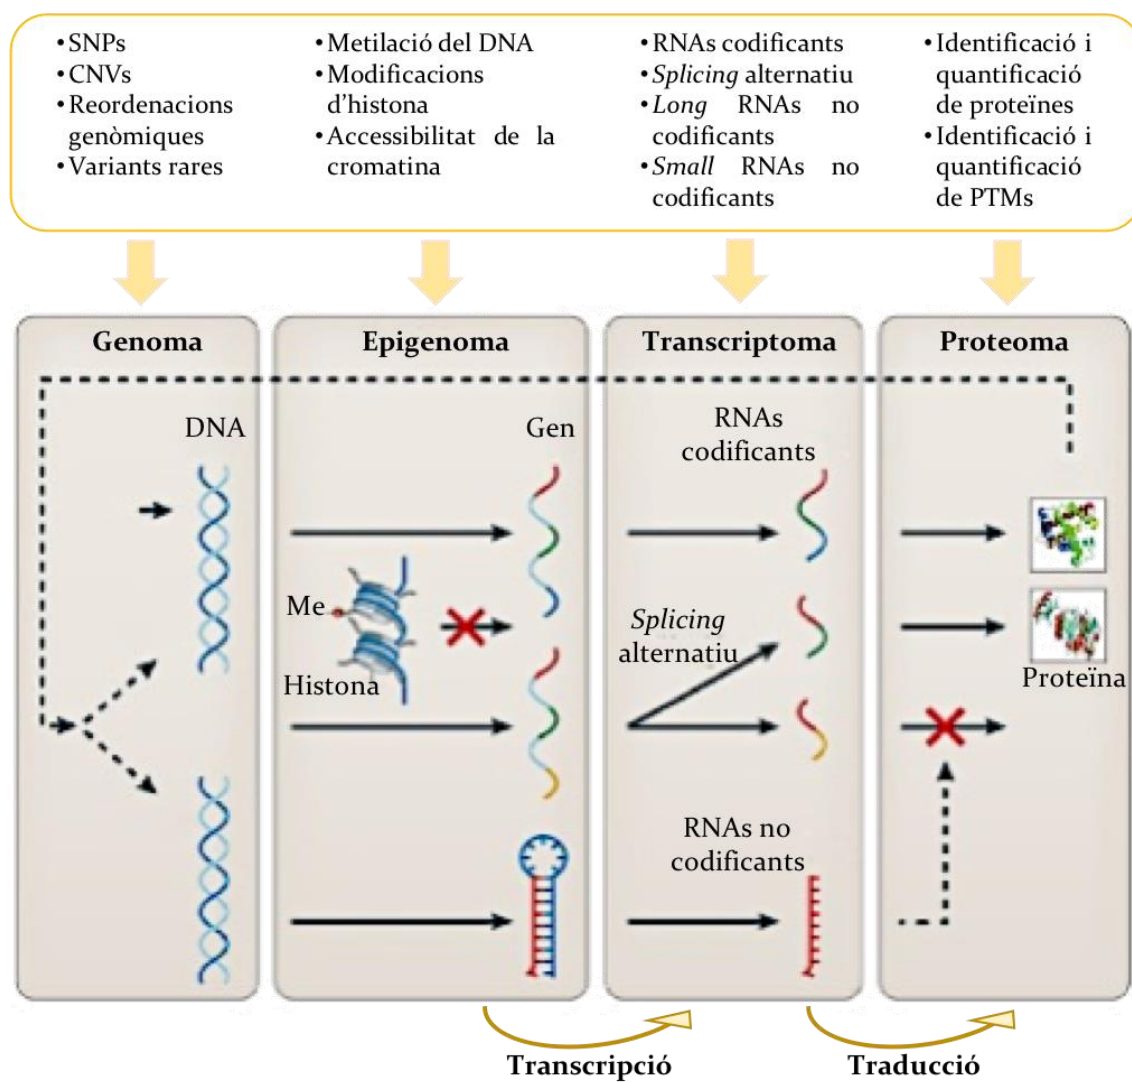 •SNPs
•CNVs
•Reordenacions
genòmiques
•Variants rares
•Metilació del DNA
•Modificacions
d’histona
•Accessibilitat de la
cromatina
•RNAs codificants
•Splicing alternatiu
•Long RNAs no
codificants
•Small RNAs no
codificants
•Identificació i
quantificació
de proteïnes
•Identificació i
quantificació
de PTMs
Genoma
Epigenoma
Transcriptoma
Proteoma
DNA
Gen
RNAs
codificants
Me
Histona
Splicing
alternatiu
Proteïna
RNAs no
codificants
Transcripció
Traducció